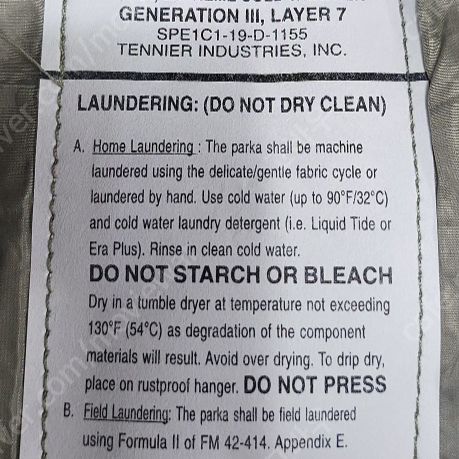 GENERATION III, LAYER 7
SPE1C1-19-D-1155
TENNIER INDUSTRIES, INC.
LAUNDERING: (DO NOT DRY CLEAN)
A. Home Laundering : The parka shall be machine
laundered using the delicate/gentle fabric cycle or
laundered by hand. Use cold water (up to 90°F/32°C)
and cold water laundry detergent (i.e. Liquid Tide or
Era Plus). Rinse in clean cold water.
DO NOT STARCH OR BLEACH
Dry in a tumble dryer at temperature not exceeding
130°F (54°C) as degradation of the component
materials will result. Avoid over drying. To drip dry,
place on rustproof hanger. DO NOT PRESS
B. Field Laundering: The parka shall be field laundered
using Formula II of FM 42-414. Appendix E.